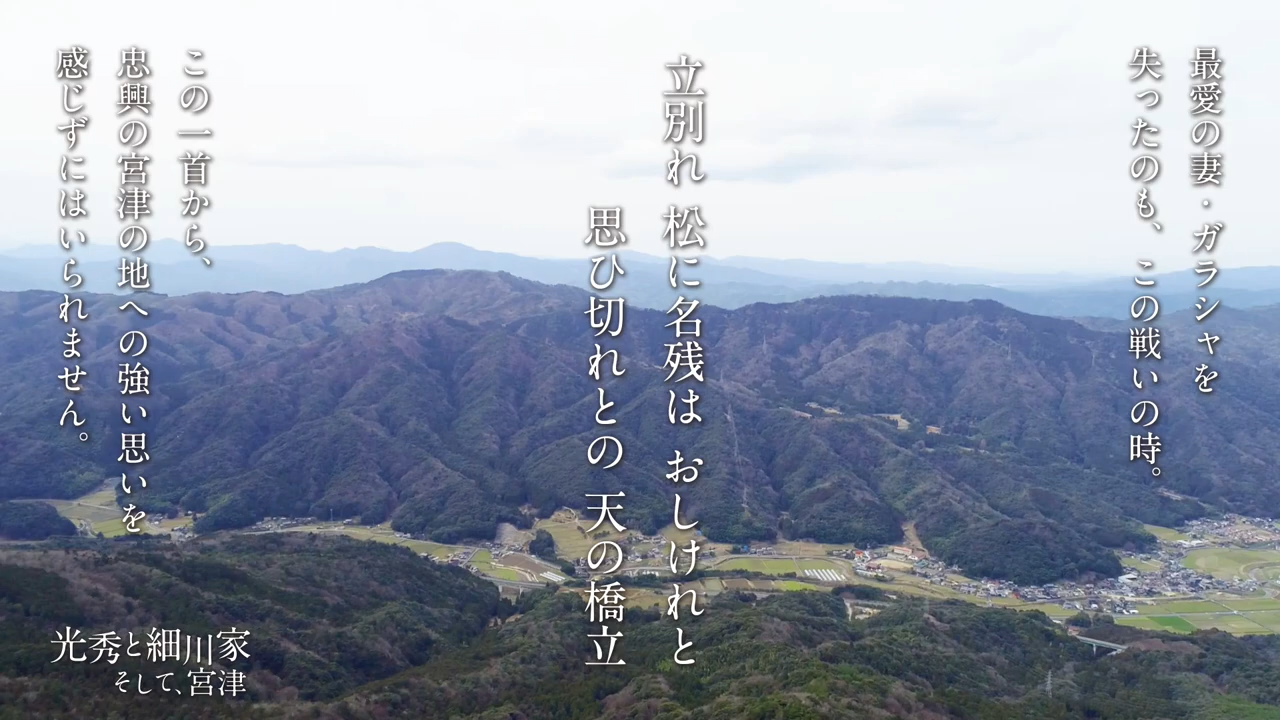 最愛の妻・ガラシャを
失ったのも、この戦いの時。
立別れ 松に名残は おしけれと
思ひ切れとの 天の橋立
この一首から、
忠興の宮津の地への強い思いを
感じずにはいられません。
光秀と細川家
そして、宮津